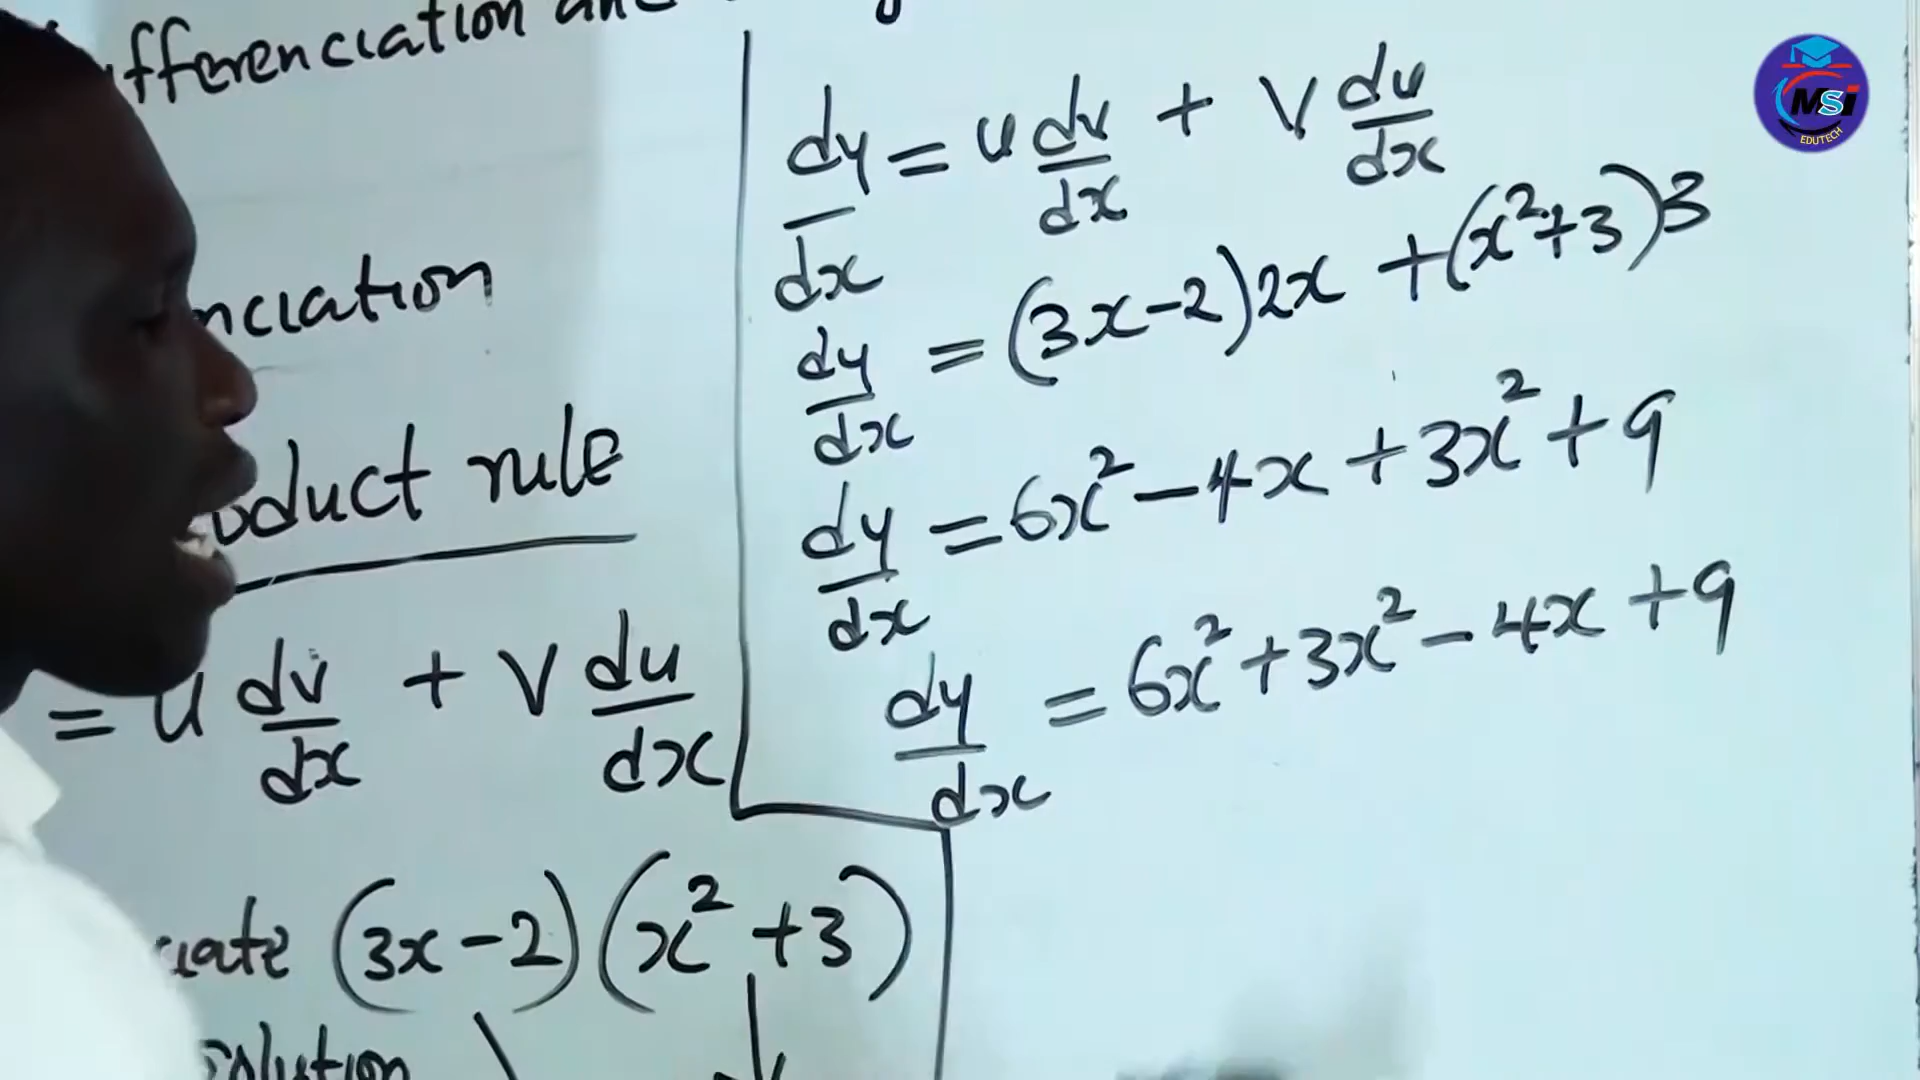 ifferenciation and
nciation
oduct rule
= u dv/dx + v du/dx
ciate (3x-2)(x²+3)
solution
dy/dx = u dv/dx + v du/dx
dy/dx = (3x-2)2x + (x²+3)3
dy/dx = 6x² - 4x + 3x² + 9
dy/dx = 6x² + 3x² - 4x + 9
MSI
EDUTECH